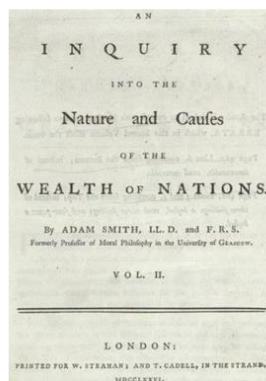 AN
INQUIRY
INTO THE
Nature and Cauſes
OF THE
WEALTH OF NATIONS.
By ADAM SMITH, LL. D. and F. R. S.
Formerly Profeſſor of Moral Philoſophy in the Univerſity of GLASGOW.
VOL. II.
LONDON:
PRINTED FOR W. STRAHAN; AND T. CADELL, IN THE STRAND.
MDCCLXXVI.